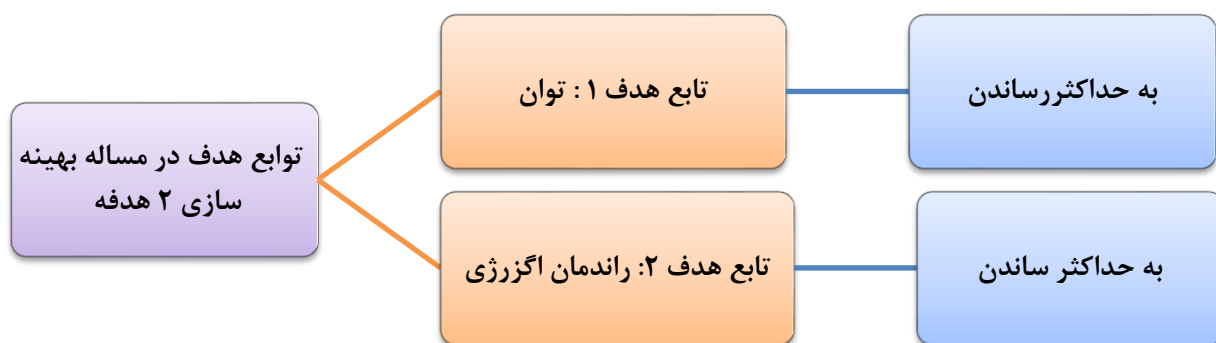 توابع هدف در مساله بهینه
سازی ۲ هدفه
تابع هدف ۱ : توان
به حداکثررساندن
تابع هدف ۲: راندمان اگزرژی
به حداکثر ساندن